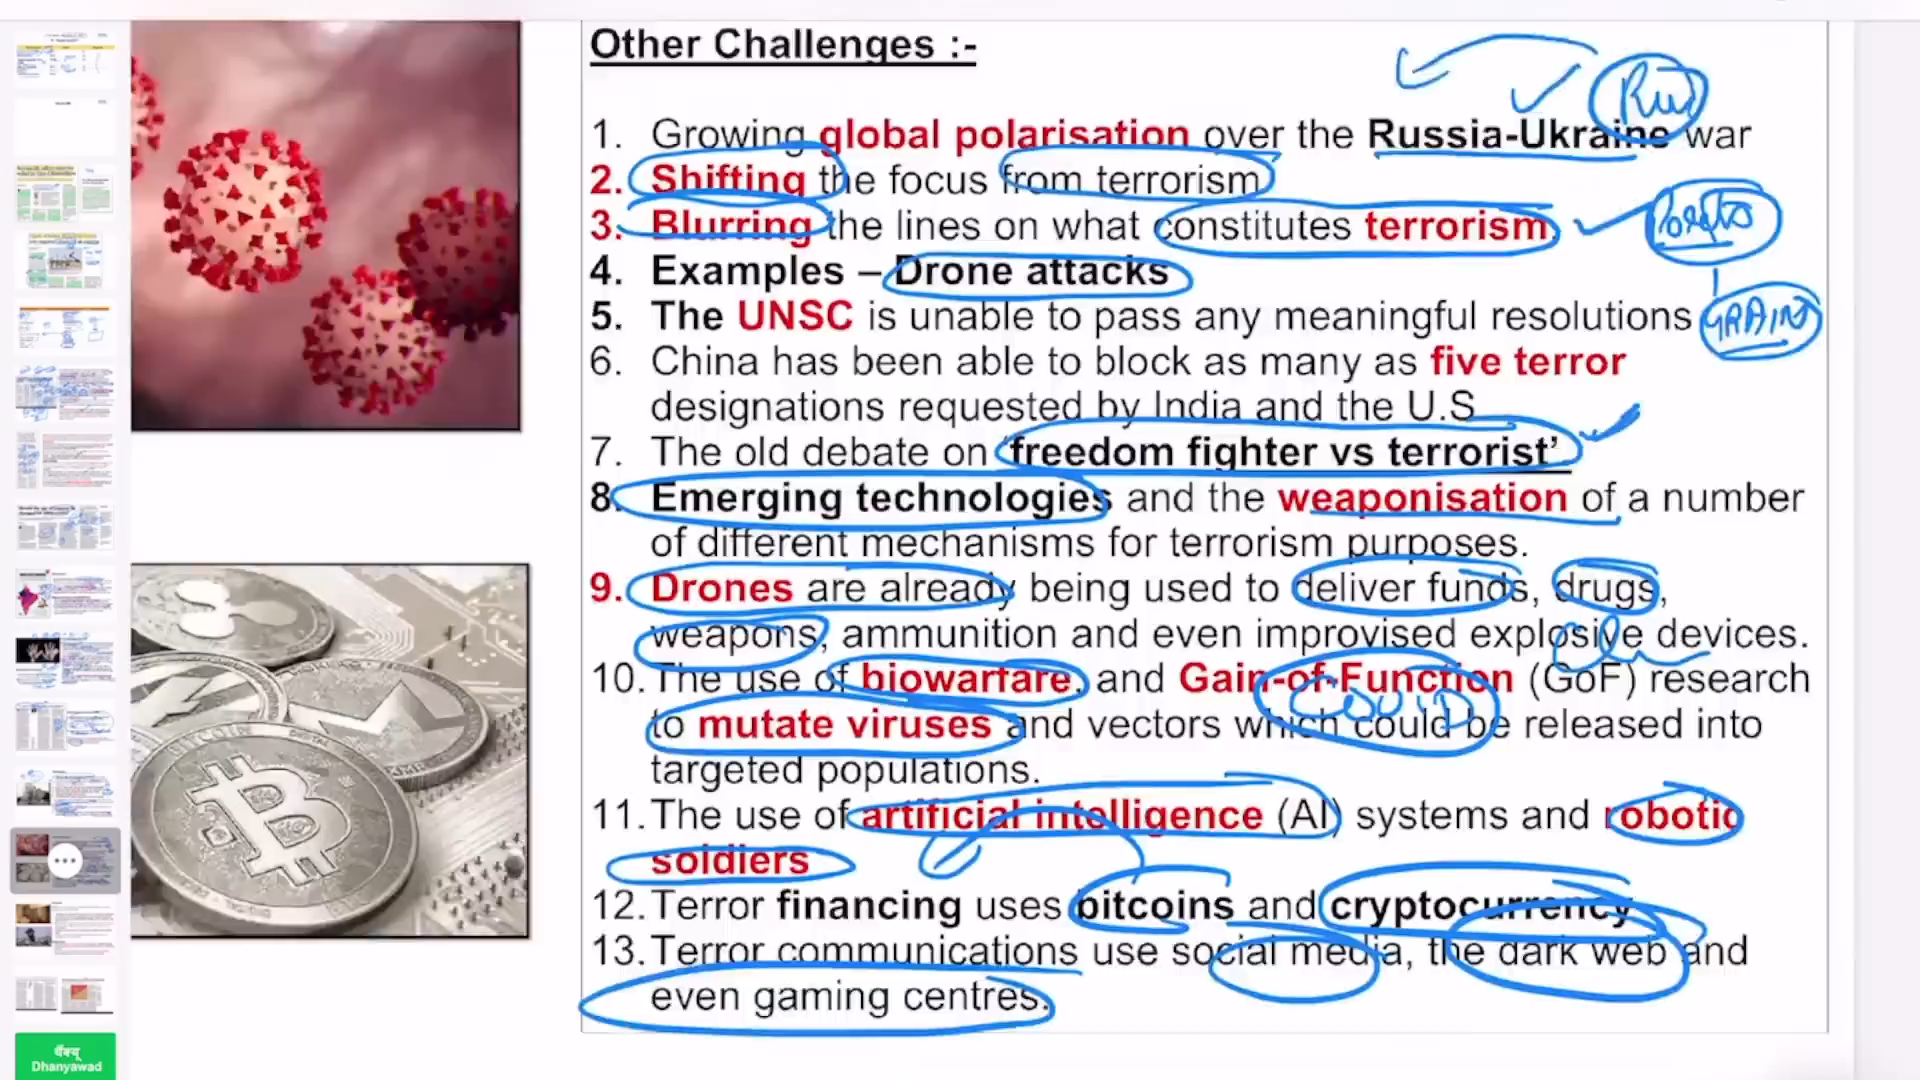 Other Challenges :-
1. Growing global polarisation over the Russia-Ukraine war
2. Shifting the focus from terrorism
3. Blurring the lines on what constitutes terrorism.
4. Examples – Drone attacks
5. The UNSC is unable to pass any meaningful resolutions
6. China has been able to block as many as five terror
designations requested by India and the U.S
7. The old debate on ‘freedom fighter vs terrorist’.
8. Emerging technologies and the weaponisation of a number
of different mechanisms for terrorism purposes.
9. Drones are already being used to deliver funds, drugs,
weapons, ammunition and even improvised explosive devices.
10. The use of biowarfare, and Gain-of-Function (GoF) research
COVID
to mutate viruses and vectors which could be released into
targeted populations.
11. The use of artificial intelligence (AI) systems and robotic
soldiers
12. Terror financing uses bitcoins and cryptocurrency
13. Terror communications use social media, the dark web and
even gaming centres.
BITCOIN
थैंक्यू
Dhanyawad